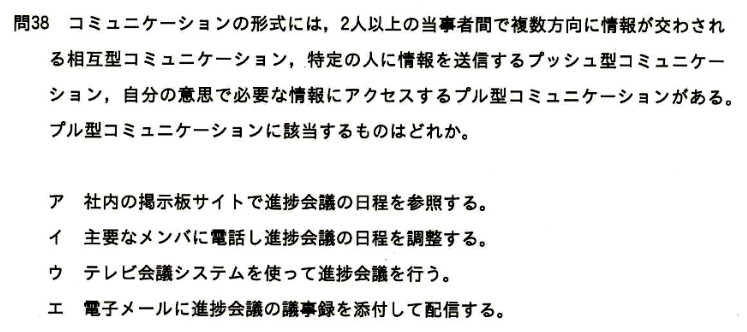 問38 コミュニケーションの形式には，2人以上の当事者間で複数方向に情報が交わされ
る相互型コミュニケーション，特定の人に情報を送信するプッシュ型コミュニケー
ション，自分の意思で必要な情報にアクセスするプル型コミュニケーションがある。
プル型コミュニケーションに該当するものはどれか。
ア 社内の掲示板サイトで進捗会議の日程を参照する。
イ 主要なメンバに電話し進捗会議の日程を調整する。
ウ テレビ会議システムを使って進捗会議を行う。
エ 電子メールに進捗会議の議事録を添付して配信する。